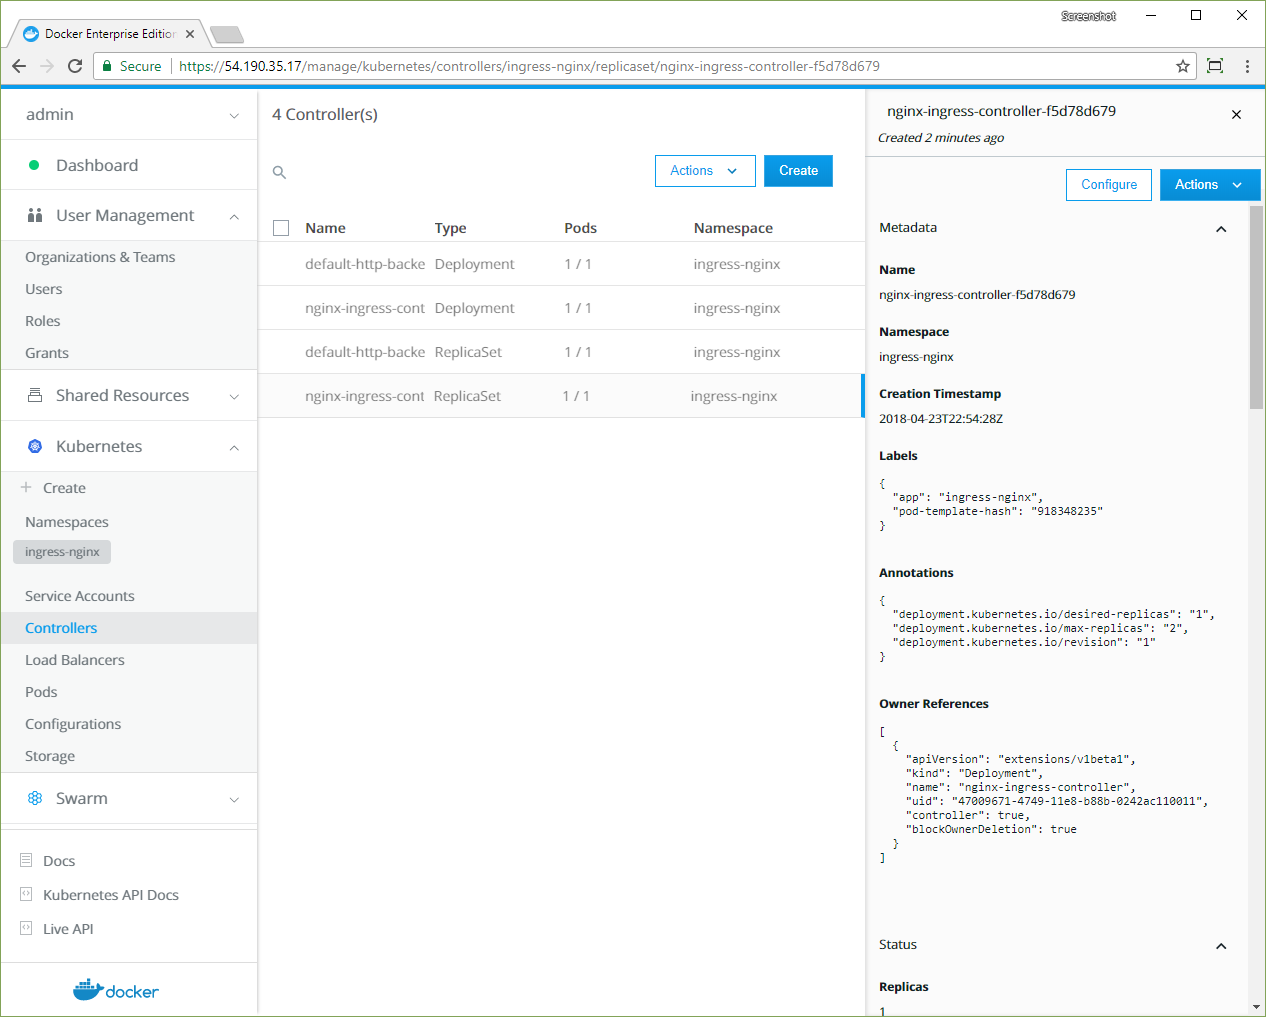 Screenshot
Docker Enterprise Edition
Secure
https://54.190.35.17/manage/kubernetes/controllers/ingress-nginx/replicaset/nginx-ingress-controller-f5d78d679
admin
Dashboard
User Management
Organizations & Teams
Users
Roles
Grants
Shared Resources
Kubernetes
Create
Namespaces
ingress-nginx
Service Accounts
Controllers
Load Balancers
Pods
Configurations
Storage
Swarm
Docs
Kubernetes API Docs
Live API
docker
4 Controller(s)
Actions Create
Name Type Pods Namespace
default-http-backe Deployment 1 / 1 ingress-nginx
nginx-ingress-cont Deployment 1 / 1 ingress-nginx
default-http-backe ReplicaSet 1 / 1 ingress-nginx
nginx-ingress-cont ReplicaSet 1 / 1 ingress-nginx
nginx-ingress-controller-f5d78d679
Created 2 minutes ago
Configure Actions
Metadata
Name
nginx-ingress-controller-f5d78d679
Namespace
ingress-nginx
Creation Timestamp
2018-04-23T22:54:28Z
Labels
{
"app": "ingress-nginx",
"pod-template-hash": "918348235"
}
Annotations
{
"deployment.kubernetes.io/desired-replicas": "1",
"deployment.kubernetes.io/max-replicas": "2",
"deployment.kubernetes.io/revision": "1"
}
Owner References
[
{
"apiVersion": "extensions/v1beta1",
"kind": "Deployment",
"name": "nginx-ingress-controller",
"uid": "47009671-4749-11e8-b88b-0242ac110011",
"controller": true,
"blockOwnerDeletion": true
}
]
Status
Replicas
1